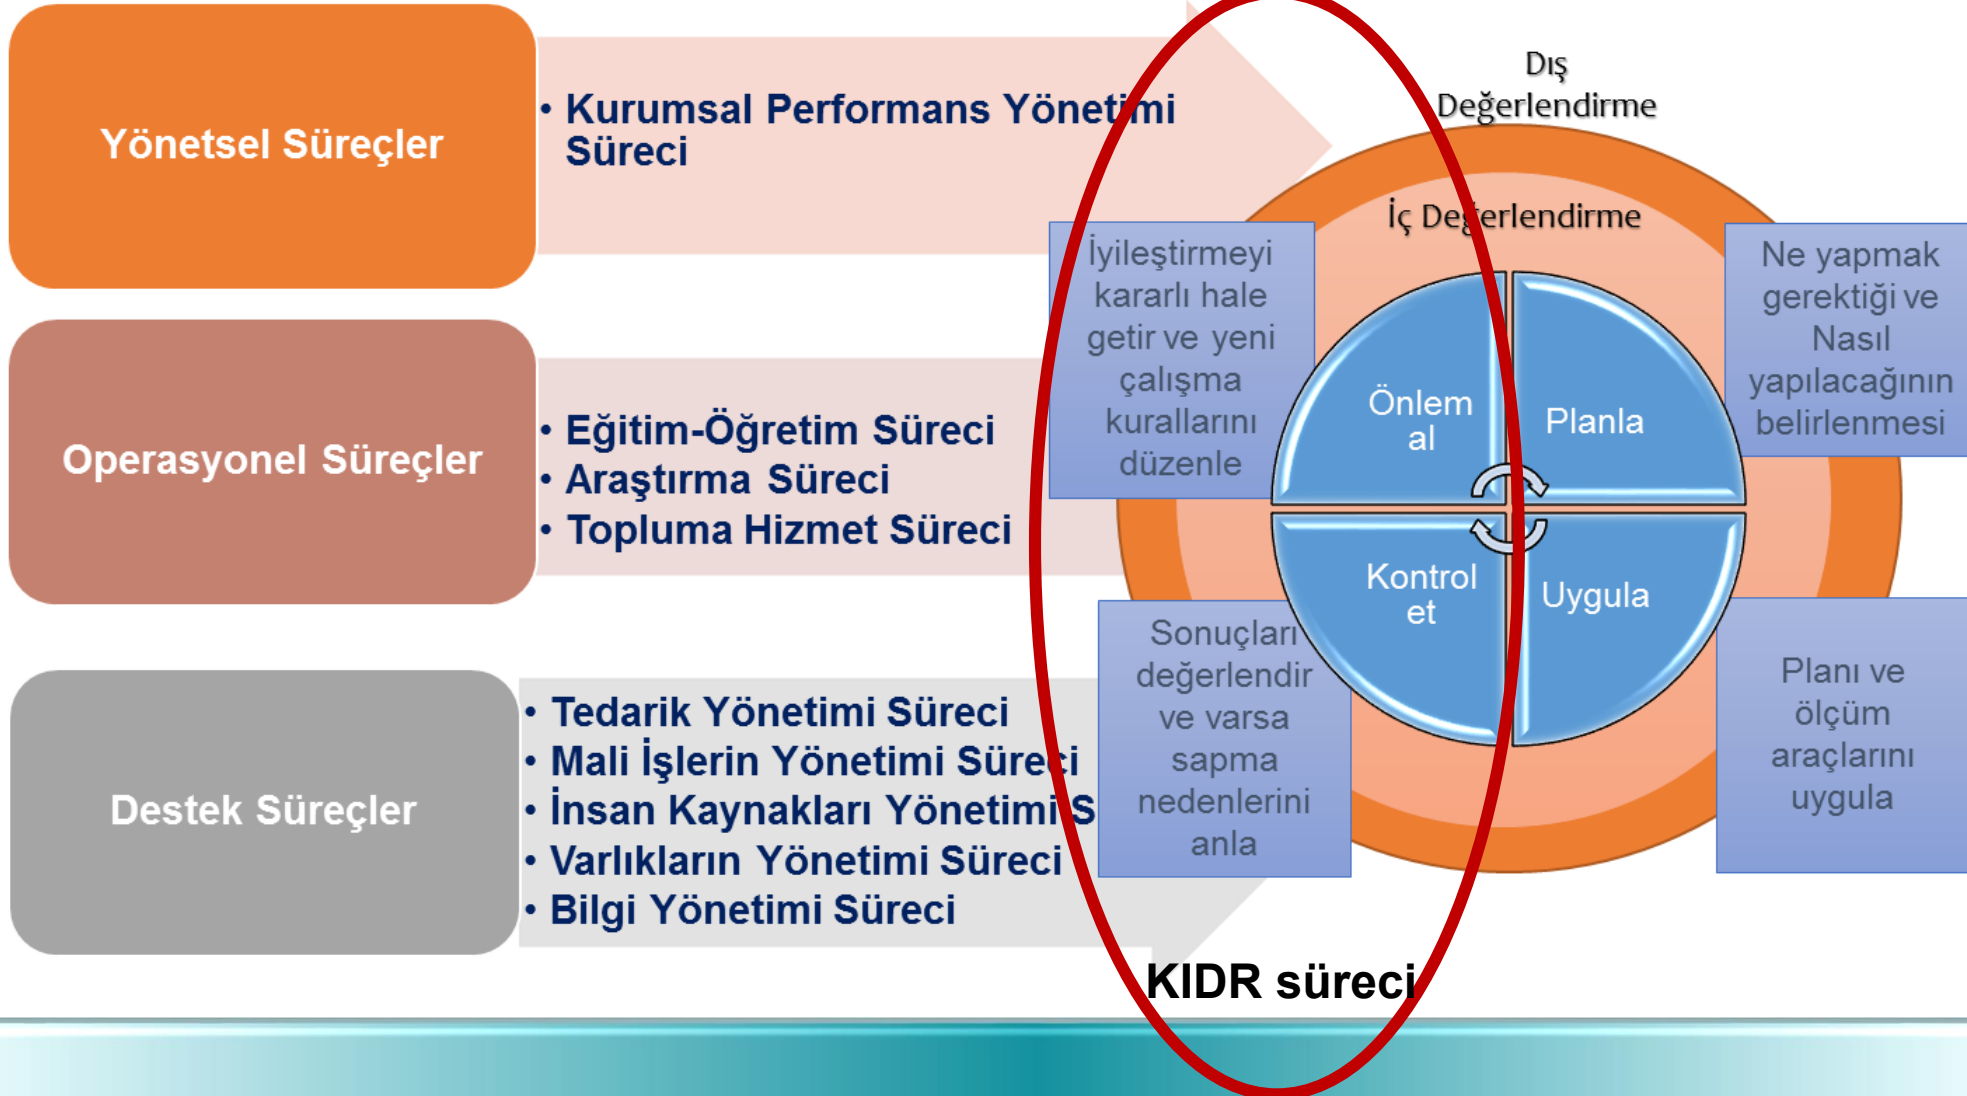 Yönetsel Süreçler
• Kurumsal Performans Yönetimi
Süreci
Operasyonel Süreçler
• Eğitim-Öğretim Süreci
• Araştırma Süreci
• Topluma Hizmet Süreci
Destek Süreçler
• Tedarik Yönetimi Süreci
• Mali İşlerin Yönetimi Süreci
• İnsan Kaynakları Yönetimi S
• Varlıkların Yönetimi Süreci
• Bilgi Yönetimi Süreci
Dış
Değerlendirme
İç Değerlendirme
İyileştirmeyi
kararlı hale
getir ve yeni
çalışma
kurallarını
düzenle
Ne yapmak
gerektiği ve
Nasıl
yapılacağının
belirlenmesi
Önlem
al
Planla
Kontrol
et
Uygula
Sonuçları
değerlendir
ve varsa
sapma
nedenlerini
anla
Planı ve
ölçüm
araçlarını
uygula
KIDR süreci